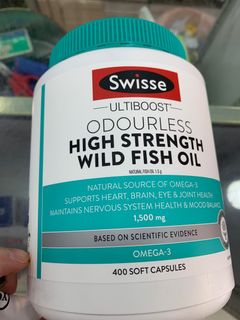 Swisse
ULTIBOOST
ODOURLESS
HIGH STRENGTH
WILD FISH OIL
NATURAL FISH OIL 1.5 g
NATURAL SOURCE OF OMEGA-3
SUPPORTS HEART, BRAIN, EYE & JOINT HEALTH
MAINTAINS NERVOUS SYSTEM HEALTH & MOOD BALANCE
1,500 mg
BASED ON SCIENTIFIC EVIDENCE
OMEGA-3
400 SOFT CAPSULES